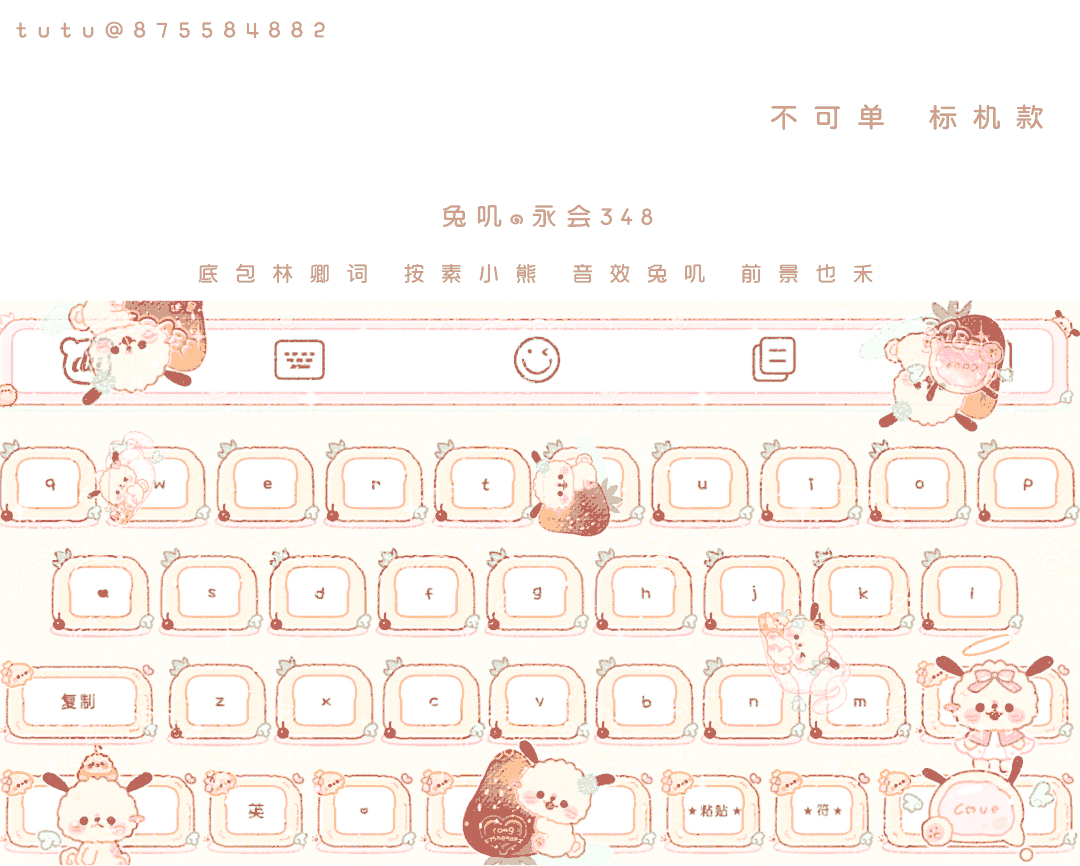 tutu@875584882
不可单 标机款
兔叽๑永会348
底包林卿词 按素小熊 音效兔叽 前景也禾
q w e r t u i o p
s d f g h j k l
复制 z x c v b n m
英 ★粘贴★ ★符★ Love